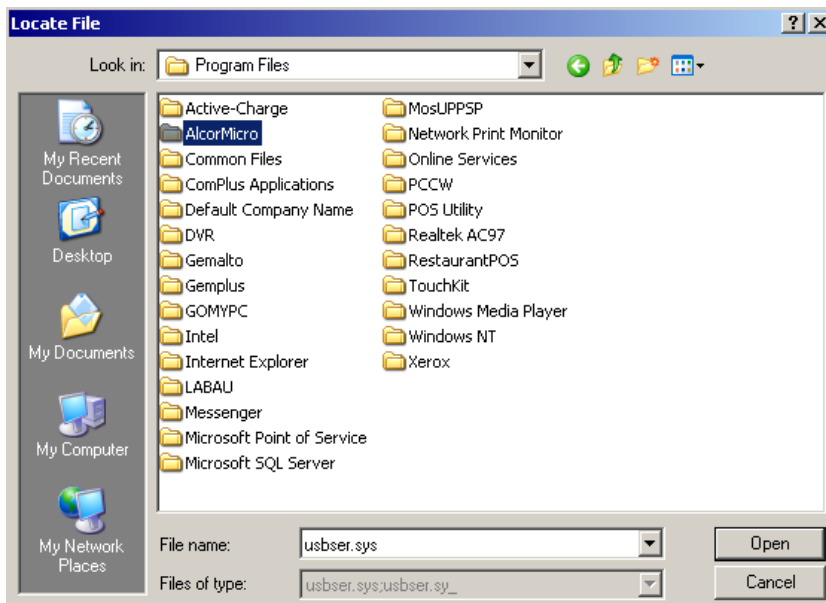 Locate File
Look in: Program Files
My Recent
Documents
Desktop
My Documents
My Computer
My Network
Places
Active-Charge
AlcorMicro
Common Files
ComPlus Applications
Default Company Name
DVR
Gemalto
Gemplus
GOMYPC
Intel
Internet Explorer
LABAU
Messenger
Microsoft Point of Service
Microsoft SQL Server
MosUPPSP
Network Print Monitor
Online Services
PCCW
POS Utility
Realtek AC97
RestaurantPOS
TouchKit
Windows Media Player
Windows NT
Xerox
File name: usbser.sys Open
Files of type: usbser.sys;usbser.sy_ Cancel